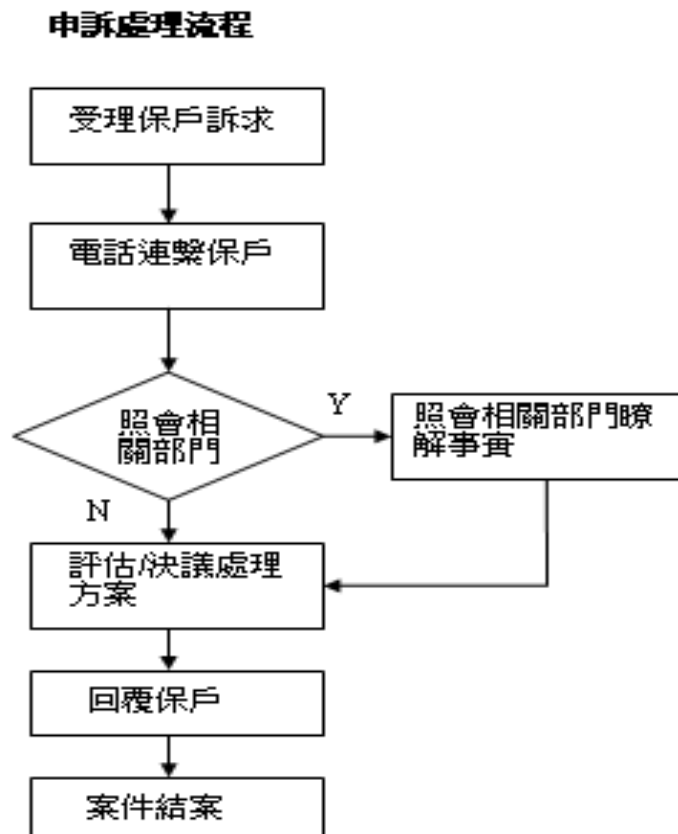 申訴處理流程
受理保戶訴求
電話連繫保戶
照會相
關部門
Y
照會相關部門瞭
解事實
N
評估/決議處理
方案
回覆保戶
案件結案